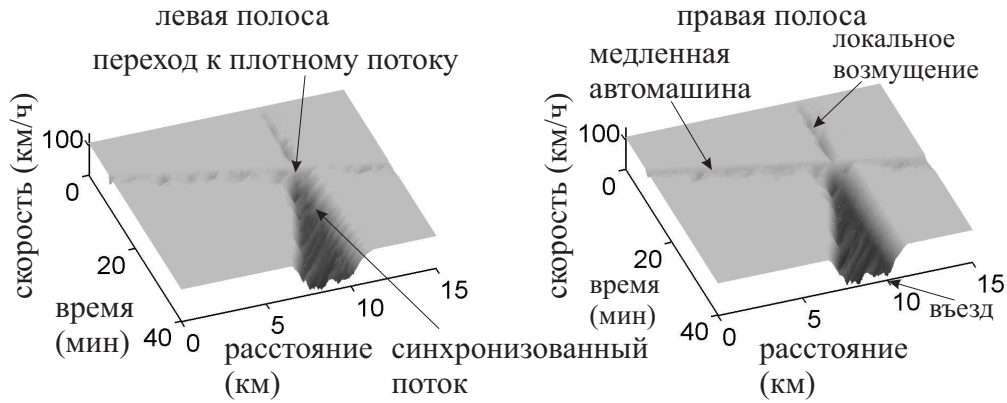 левая полоса
переход к плотному потоку
скорость (км/ч)
100
0
20
40
время
(мин)
0
5
10
15
расстояние
(км)
синхронизованный
поток
правая полоса
медленная
автомашина
локальное
возмущение
скорость (км/ч)
100
0
20
40
время
(мин)
0
5
10
15
въезд
расстояние
(км)